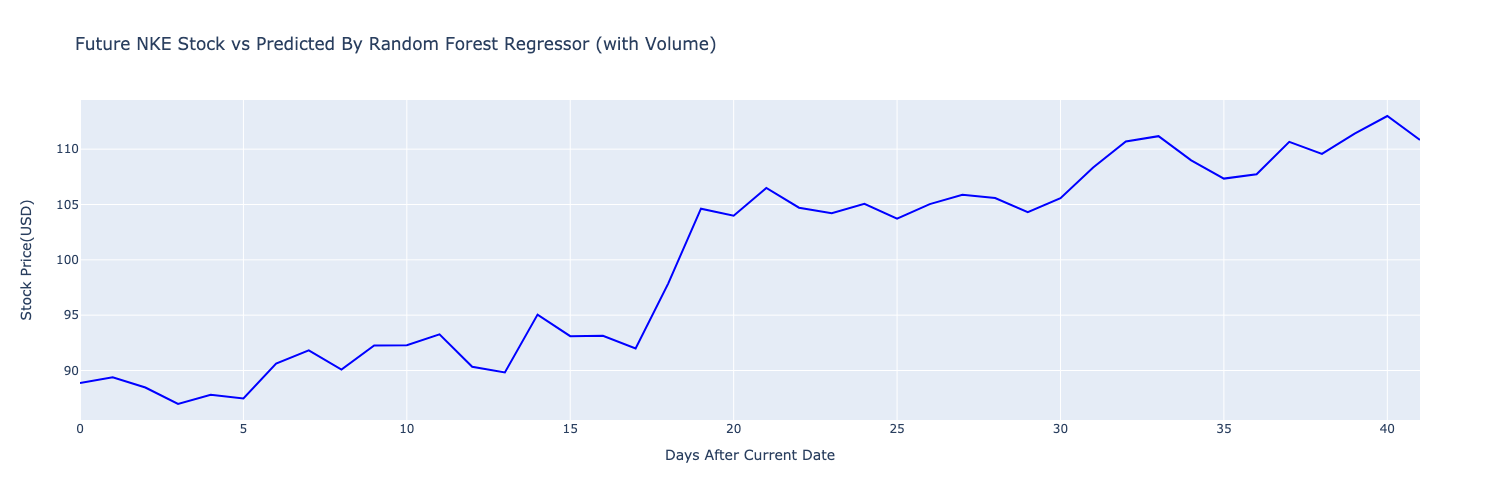 Future NKE Stock vs Predicted By Random Forest Regressor (with Volume)
Stock Price(USD)
110
105
100
95
90
0 5 10 15 20 25 30 35 40
Days After Current Date